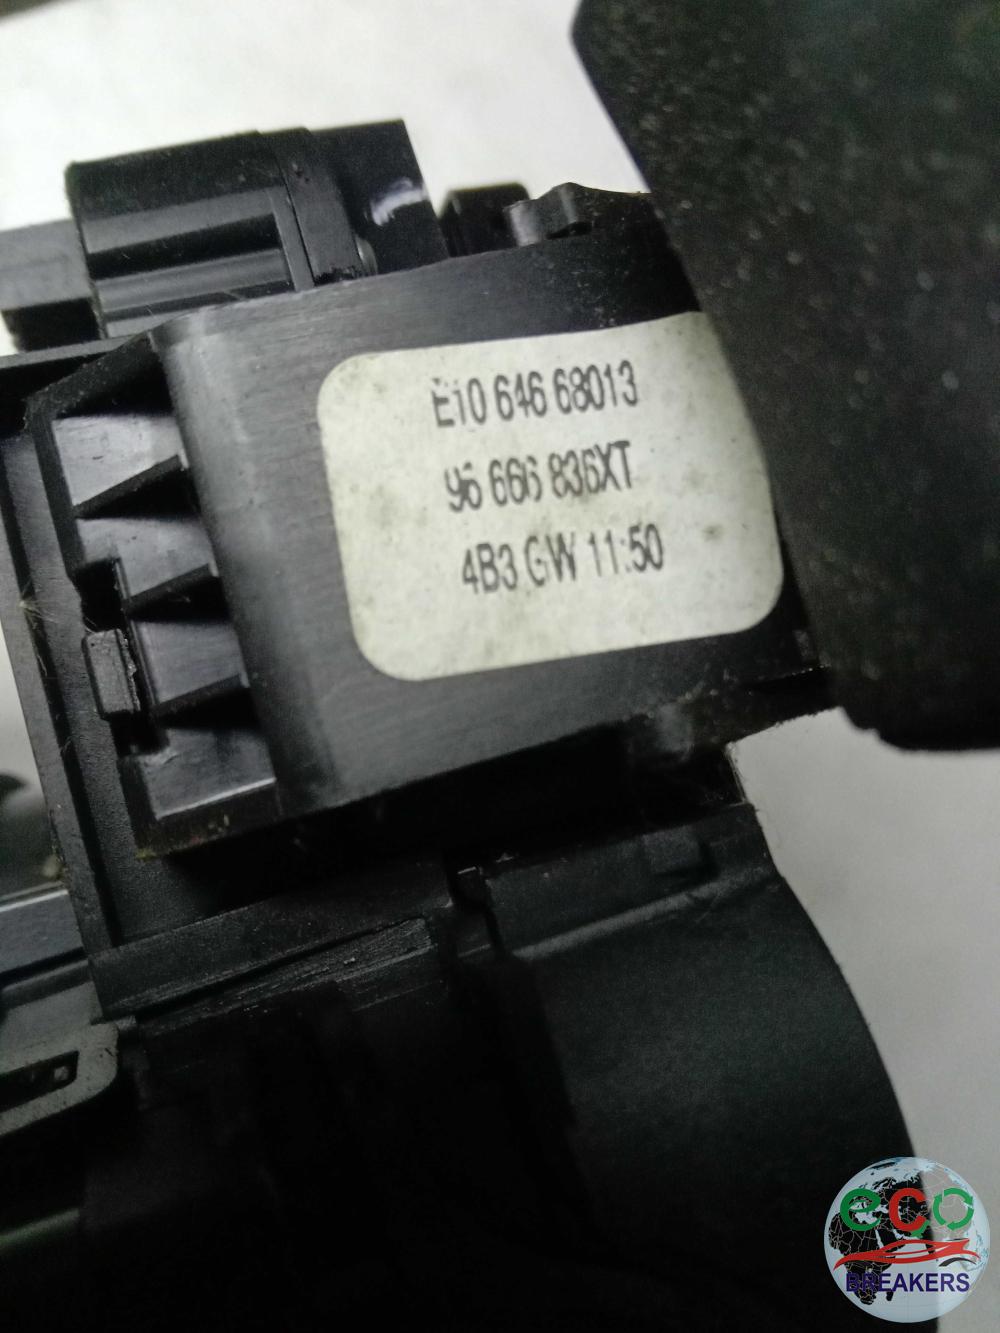 E10 646 68013
96 666 836XT
4B3 GW 11:50
eco
BREAKERS